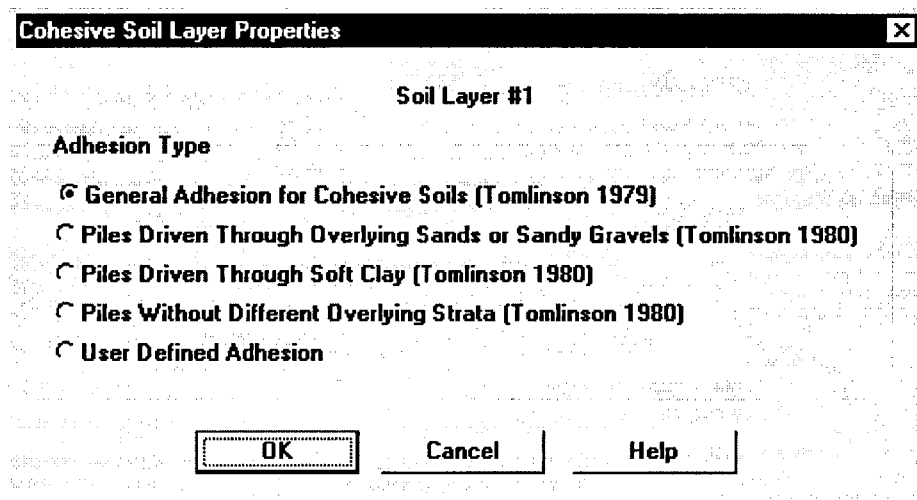 Cohesive Soil Layer Properties
Soil Layer #1
Adhesion Type
General Adhesion for Cohesive Soils (Tomlinson 1979)
Piles Driven Through Overlying Sands or Sandy Gravels (Tomlinson 1980)
Piles Driven Through Soft Clay (Tomlinson 1980)
Piles Without Different Overlying Strata (Tomlinson 1980)
User Defined Adhesion
OK Cancel Help